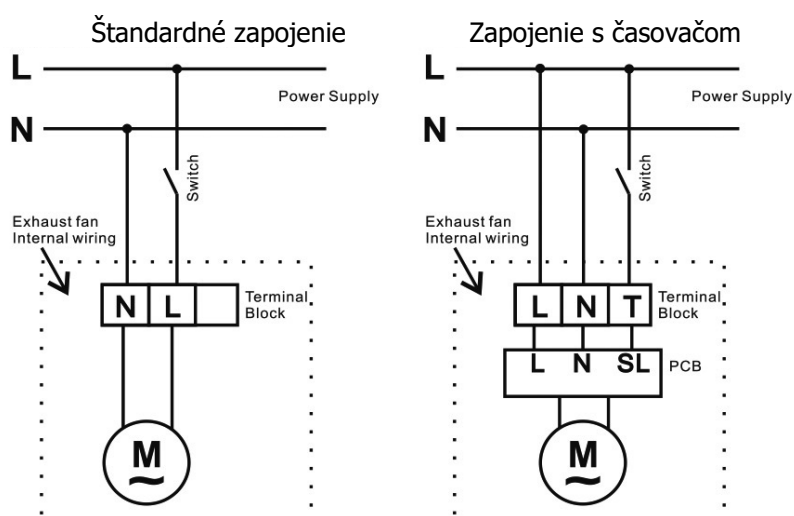 Štandardné zapojenie
L
Power Supply
N
Switch
Exhaust fan
Internal wiring
N L
Terminal
Block
M
~
Zapojenie s časovačom
L
Power Supply
N
Switch
Exhaust fan
Internal wiring
L N T
Terminal
Block
L N SL
PCB
M
~